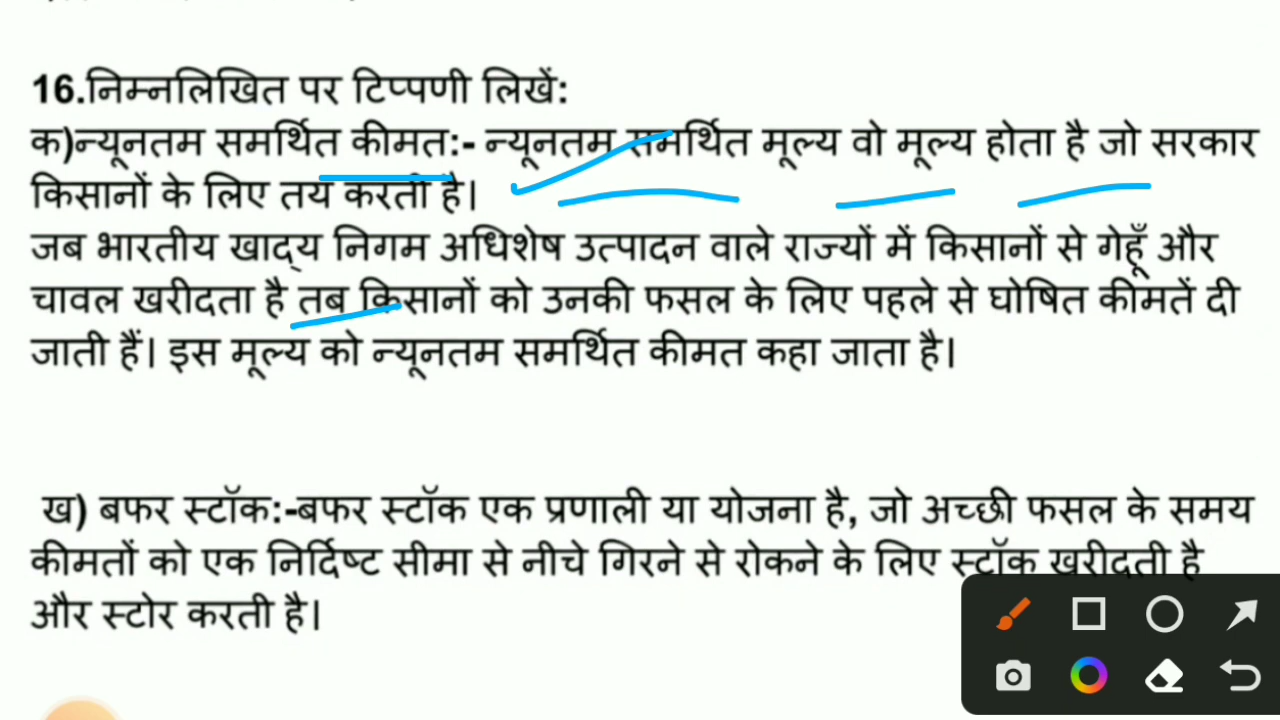 16.निम्नलिखित पर टिप्पणी लिखें:
क)न्यूनतम समर्थित कीमत:- न्यूनतम समर्थित मूल्य वो मूल्य होता है जो सरकार
किसानों के लिए तय करती है।
जब भारतीय खाद्य निगम अधिशेष उत्पादन वाले राज्यों में किसानों से गेहूँ और
चावल खरीदता है तब किसानों को उनकी फसल के लिए पहले से घोषित कीमतें दी
जाती हैं। इस मूल्य को न्यूनतम समर्थित कीमत कहा जाता है।
ख) बफर स्टॉक:-बफर स्टॉक एक प्रणाली या योजना है, जो अच्छी फसल के समय
कीमतों को एक निर्दिष्ट सीमा से नीचे गिरने से रोकने के लिए स्टॉक खरीदती है
और स्टोर करती है।